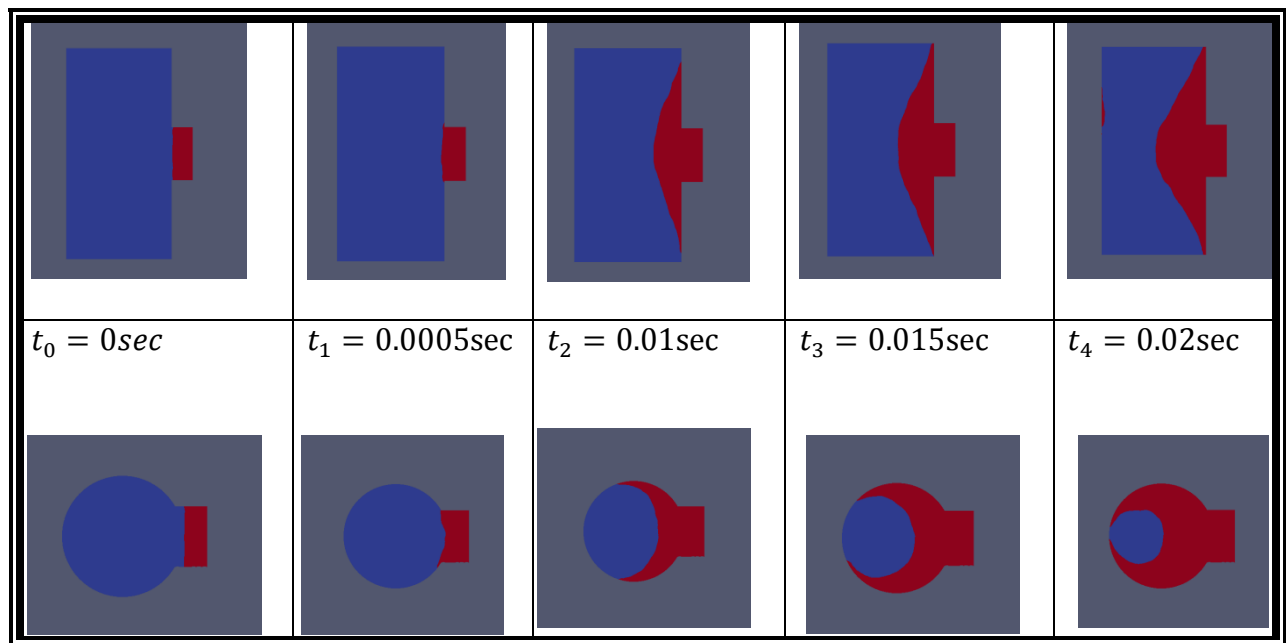 t₀ = 0sec
t₁ = 0.0005sec
t₂ = 0.01sec
t₃ = 0.015sec
t₄ = 0.02sec